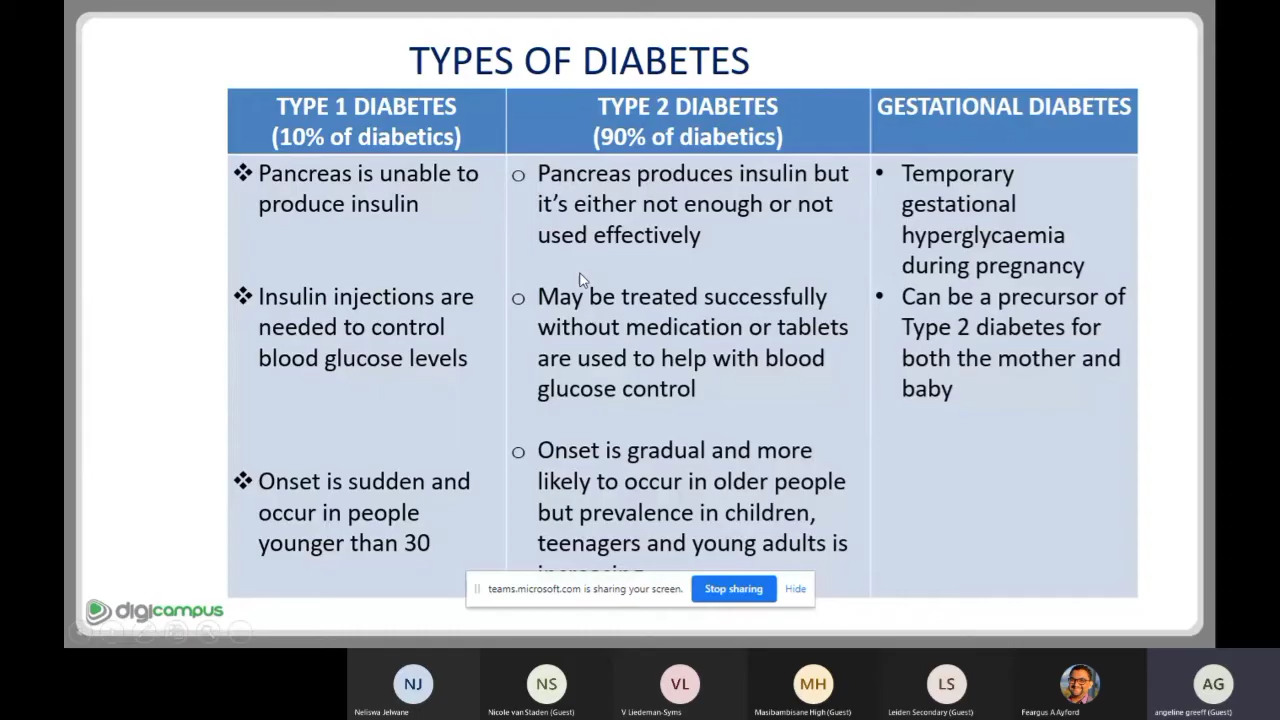 TYPES OF DIABETES
TYPE 1 DIABETES
(10% of diabetics)
Pancreas is unable to
produce insulin
Insulin injections are
needed to control
blood glucose levels
Onset is sudden and
occur in people
younger than 30
TYPE 2 DIABETES
(90% of diabetics)
Pancreas produces insulin but
it's either not enough or not
used effectively
May be treated successfully
without medication or tablets
are used to help with blood
glucose control
Onset is gradual and more
likely to occur in older people
but prevalence in children,
teenagers and young adults is
GESTATIONAL DIABETES
Temporary
gestational
hyperglycaemia
during pregnancy
Can be a precursor of
Type 2 diabetes for
both the mother and
baby
teams.microsoft.com is sharing your screen. Stop sharing Hide
digicampus
NJ
Neliswa Jelwane
NS
Nicole van Staden (Guest)
VL
V Liedeman-Syms
MH
Masibambisane High (Guest)
LS
Leiden Secondary (Guest)
Feargus A Ayford
AG
angeline greeff (Guest)